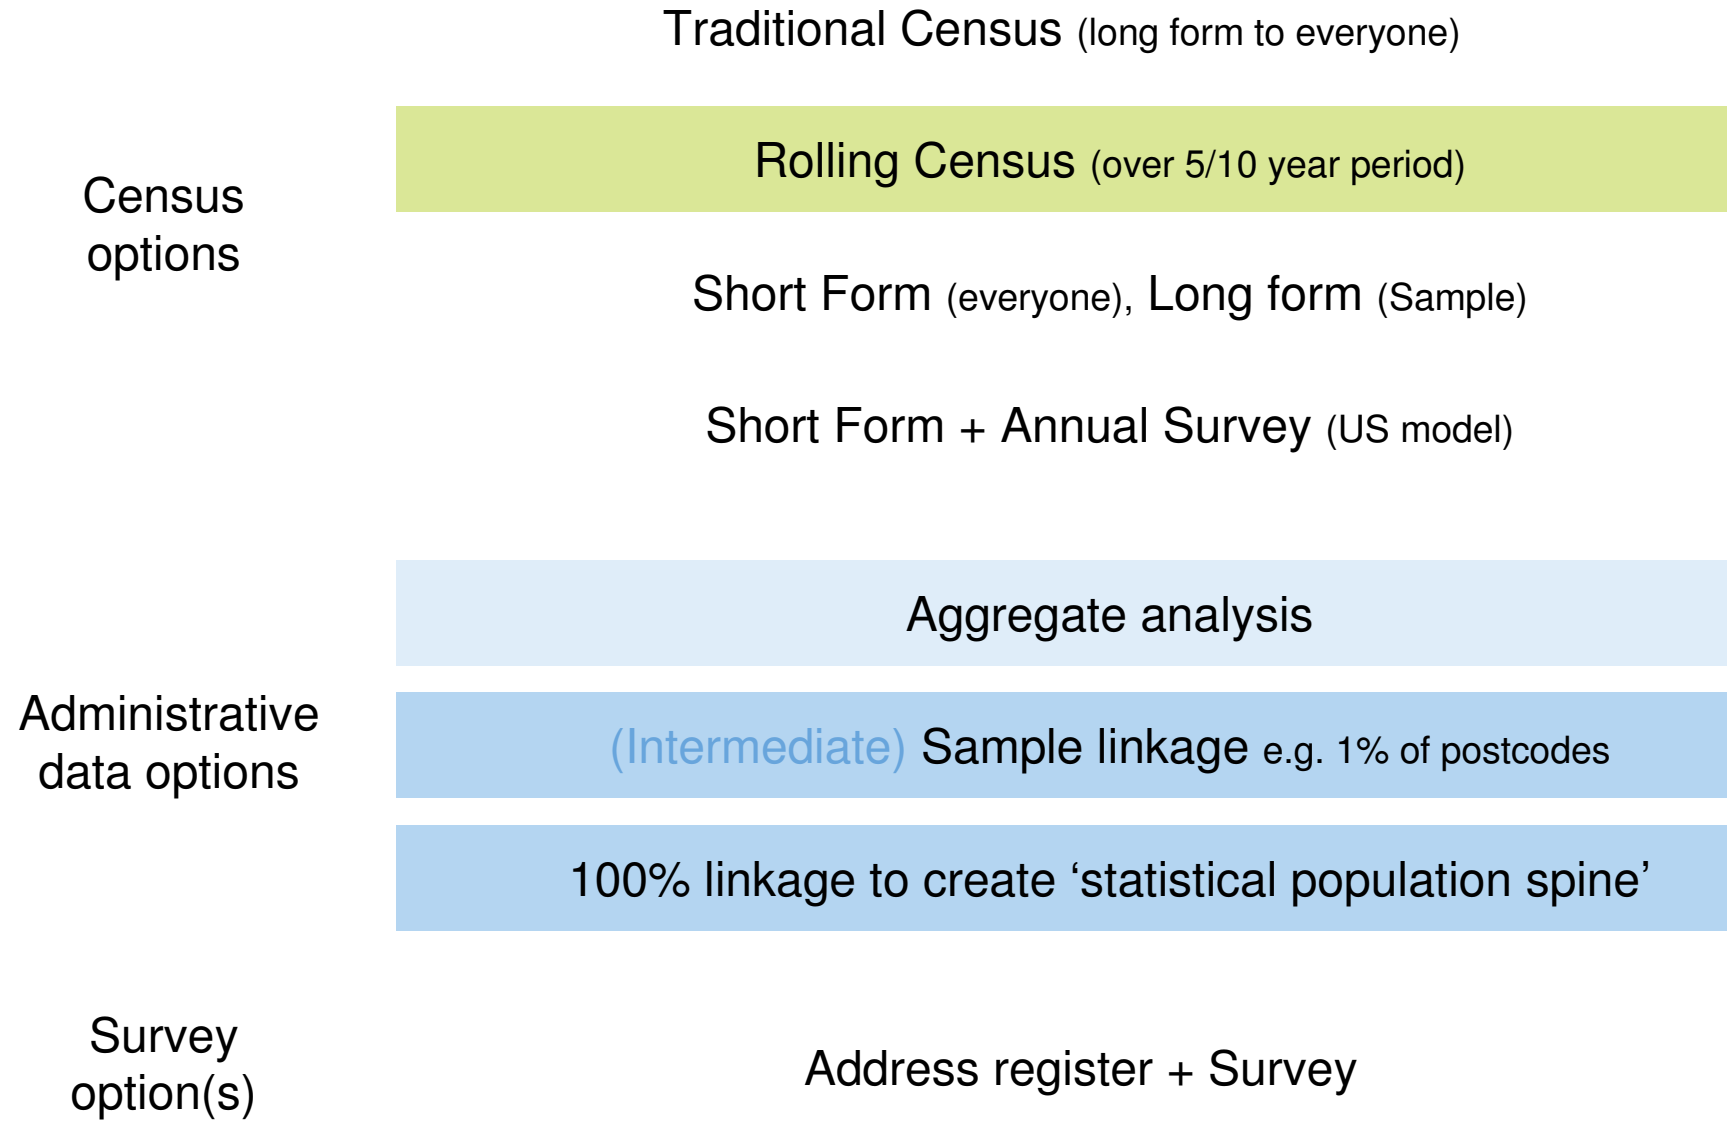 Traditional Census (long form to everyone)
Census
options
Rolling Census (over 5/10 year period)
Short Form (everyone), Long form (Sample)
Short Form + Annual Survey (US model)
Administrative
data options
Aggregate analysis
(Intermediate) Sample linkage e.g. 1% of postcodes
100% linkage to create ‘statistical population spine’
Survey
option(s)
Address register + Survey